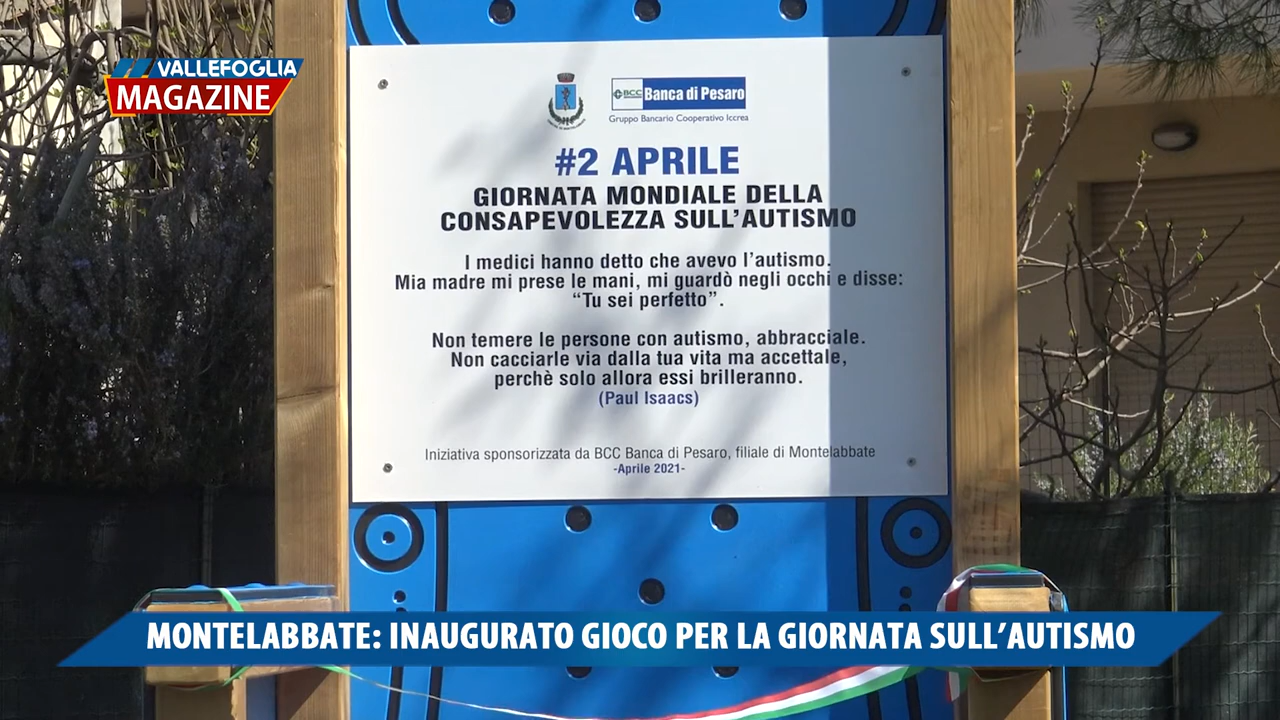 VALLEFOGLIA
MAGAZINE
BCC Banca di Pesaro
Gruppo Bancario Cooperativo Iccrea
#2 APRILE
GIORNATA MONDIALE DELLA
CONSAPEVOLEZZA SULL'AUTISMO
I medici hanno detto che avevo l'autismo.
Mia madre mi prese le mani, mi guardò negli occhi e disse:
“Tu sei perfetto”.
Non temere le persone con autismo, abbracciale.
Non cacciarle via dalla tua vita ma accettale,
perchè solo allora essi brilleranno.
(Paul Isaacs)
Iniziativa sponsorizzata da BCC Banca di Pesaro, filiale di Montelabbate
-Aprile 2021-
MONTELABBATE: INAUGURATO GIOCO PER LA GIORNATA SULL'AUTISMO